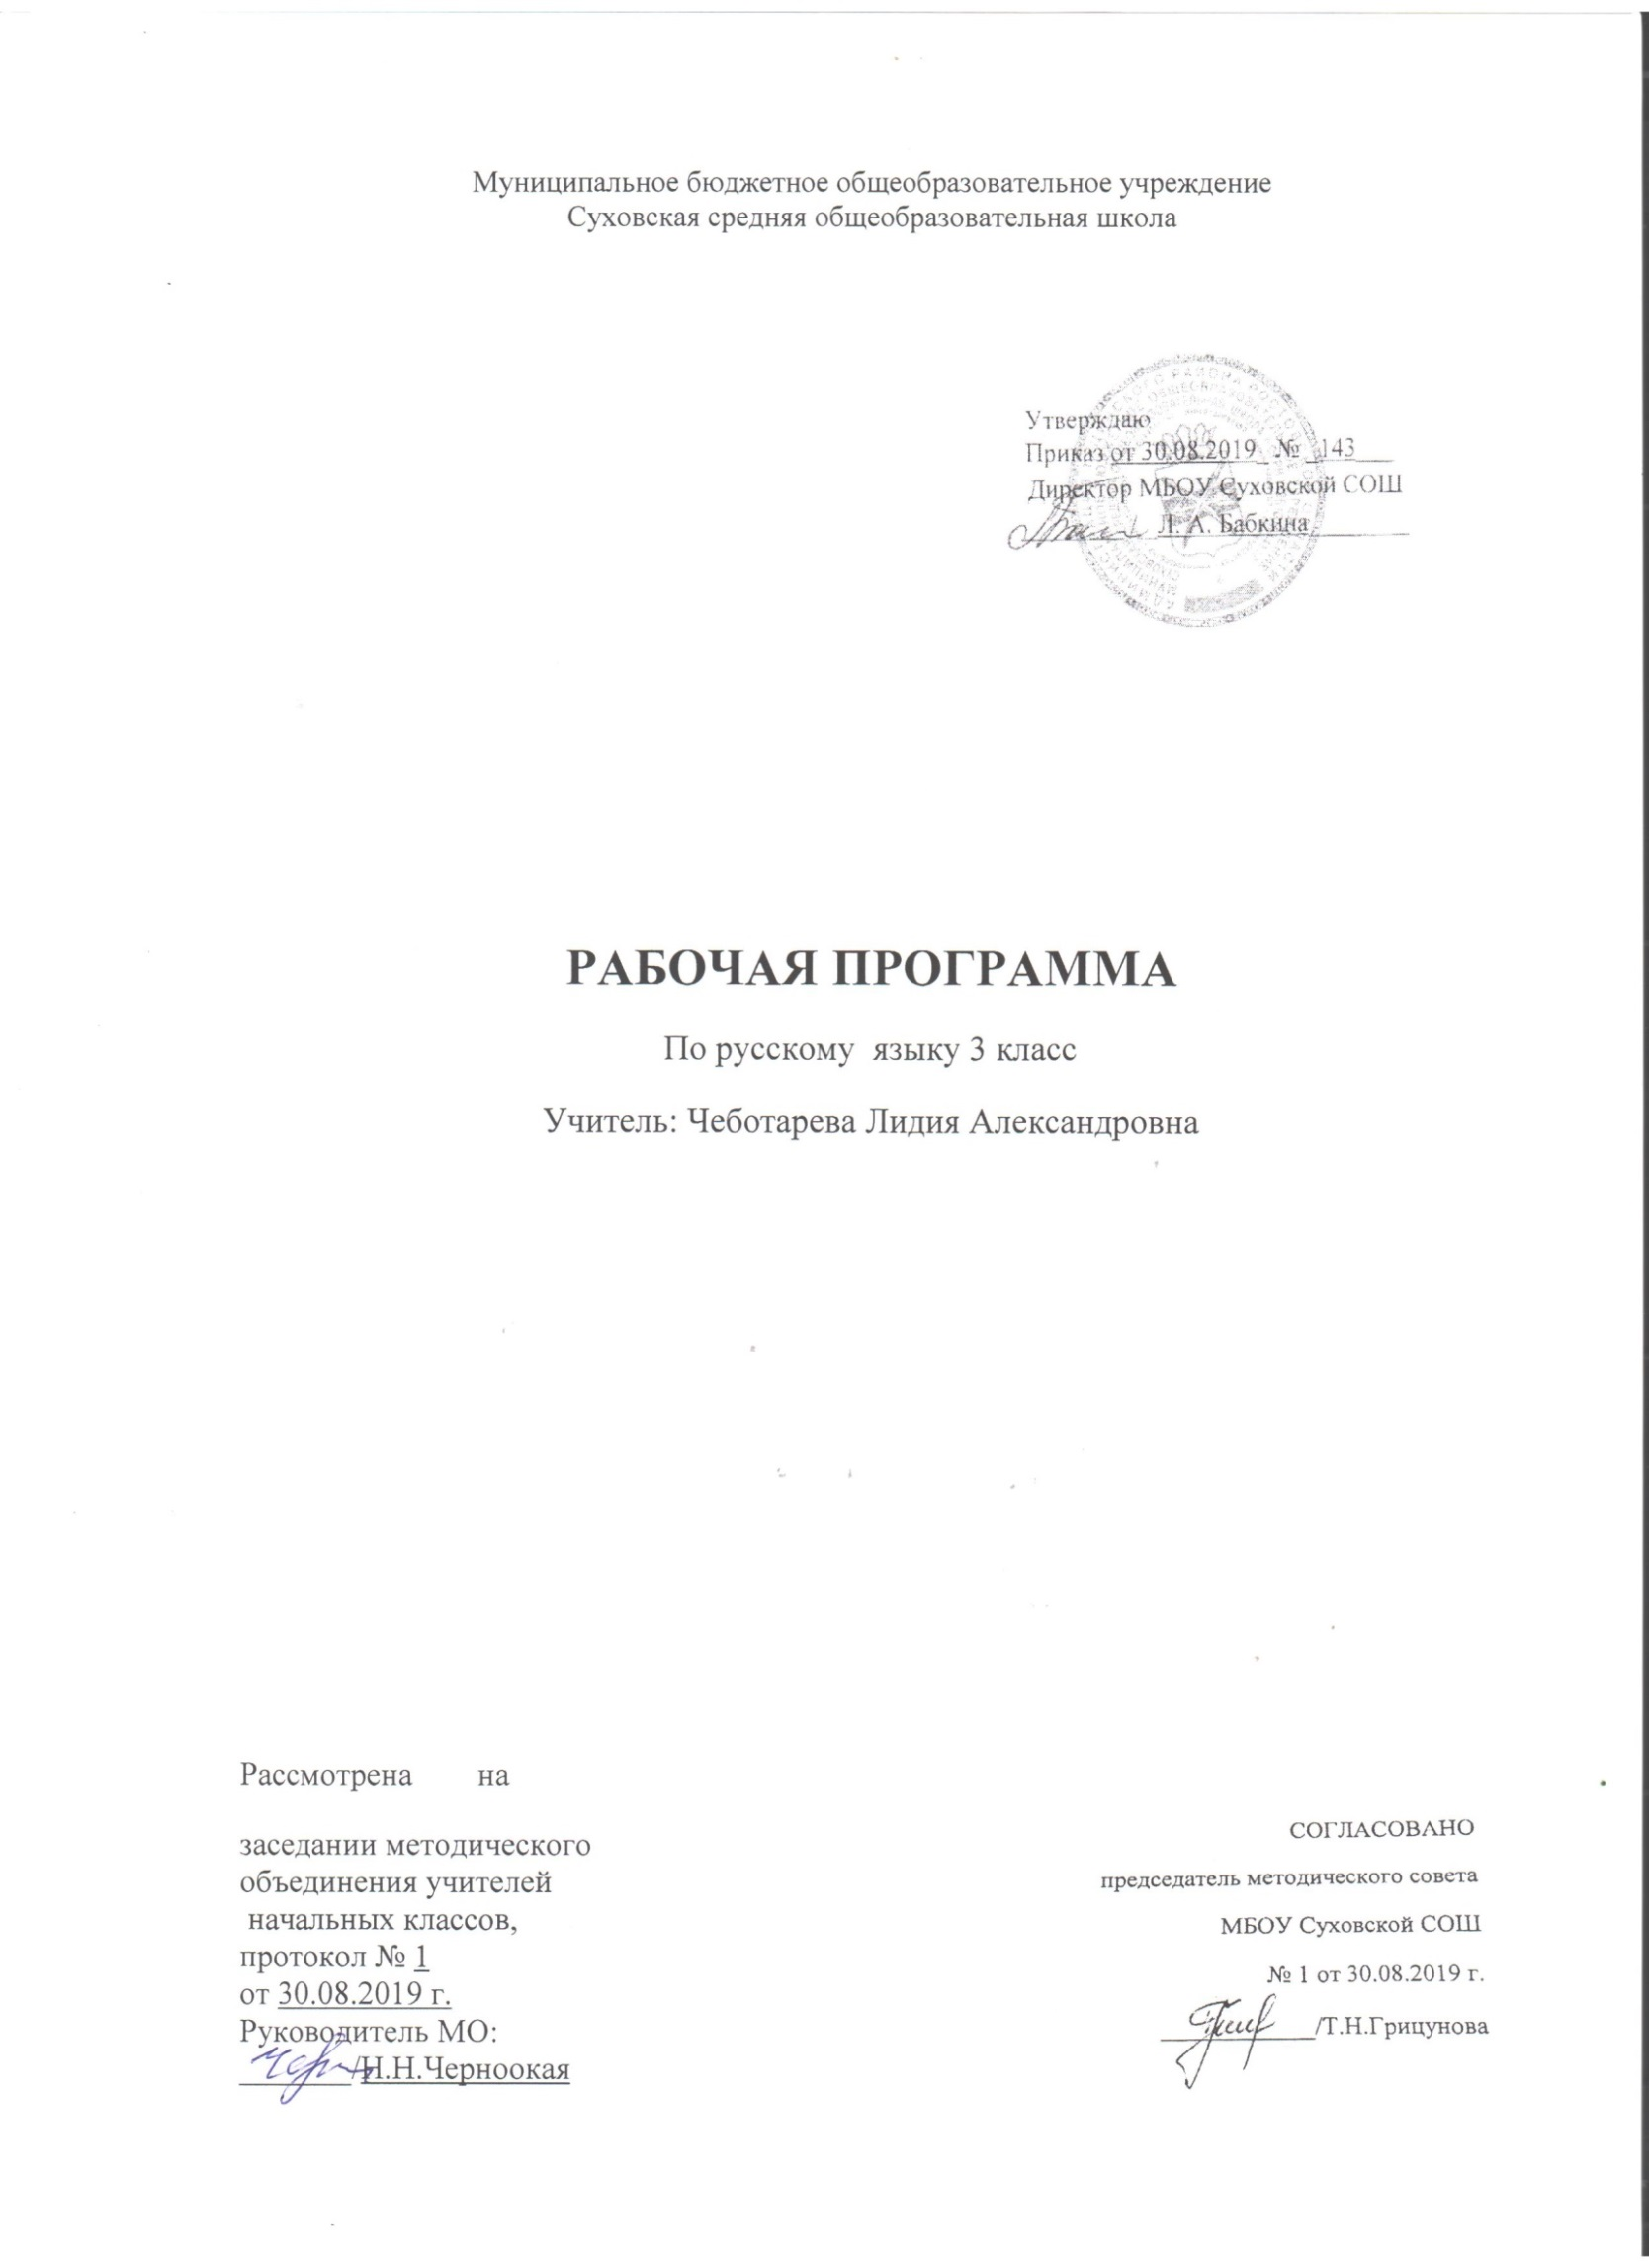 Муниципальное бюджетное общеобразовательное учреждение
Суховская средняя общеобразовательная школа
Утверждаю
Приказ от 30.08.2019 № 143
Директор МБОУ Суховской СОШ
Л. А. Бабкина
РАБОЧАЯ ПРОГРАММА
По русскому языку 3 класс
Учитель: Чеботарева Лидия Александровна
Рассмотрена на
заседании методического
объединения учителей
начальных классов,
протокол № 1
от 30.08.2019 г.
Руководитель МО:
/Н.Н.Черноокая
СОГЛАСОВАНО
председатель методического совета
МБОУ Суховской СОШ
№ 1 от 30.08.2019 г.
/Т.Н.Грицунова